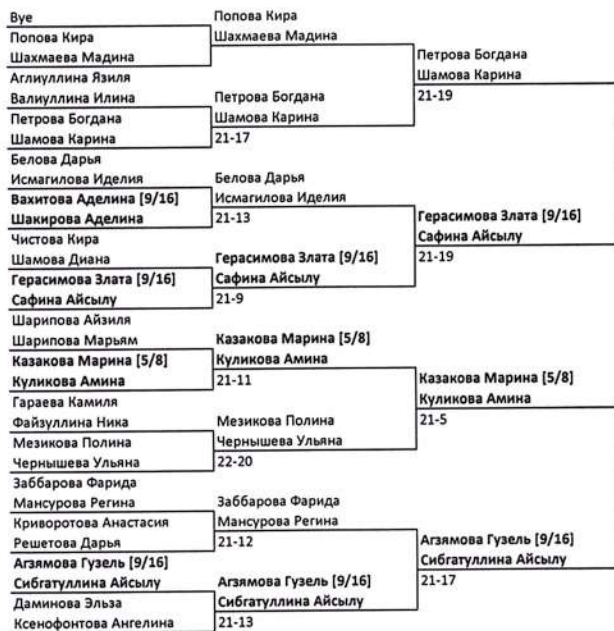 Bye
Попова Кира
Шахмаева Мадина
Аглиуллина Язиля
Валиуллина Илина
Петрова Богдана
Шамова Карина
Белова Дарья
Исмагилова Иделия
Вахитова Аделина [9/16]
Шакирова Аделина
Чистова Кира
Шамова Диана
Герасимова Злата [9/16]
Сафина Айсылу
Шарипова Айзиля
Шарипова Марьям
Казакова Марина [5/8]
Куликова Амина
Гараева Камиля
Файзуллина Ника
Мезикова Полина
Чернышева Ульяна
Заббарова Фарида
Мансурова Регина
Криворотова Анастасия
Решетова Дарья
Агзямова Гузель [9/16]
Сибгатуллина Айсылу
Даминова Эльза
Ксенофонтова Ангелина
Попова Кира
Шахмаева Мадина
Петрова Богдана
Шамова Карина
21-17
Белова Дарья
Исмагилова Иделия
21-13
Герасимова Злата [9/16]
Сафина Айсылу
21-9
Казакова Марина [5/8]
Куликова Амина
21-11
Мезикова Полина
Чернышева Ульяна
22-20
Заббарова Фарида
Мансурова Регина
21-12
Агзямова Гузель [9/16]
Сибгатуллина Айсылу
21-13
Петрова Богдана
Шамова Карина
21-19
Герасимова Злата [9/16]
Сафина Айсылу
21-19
Казакова Марина [5/8]
Куликова Амина
21-5
Агзямова Гузель [9/16]
Сибгатуллина Айсылу
21-17